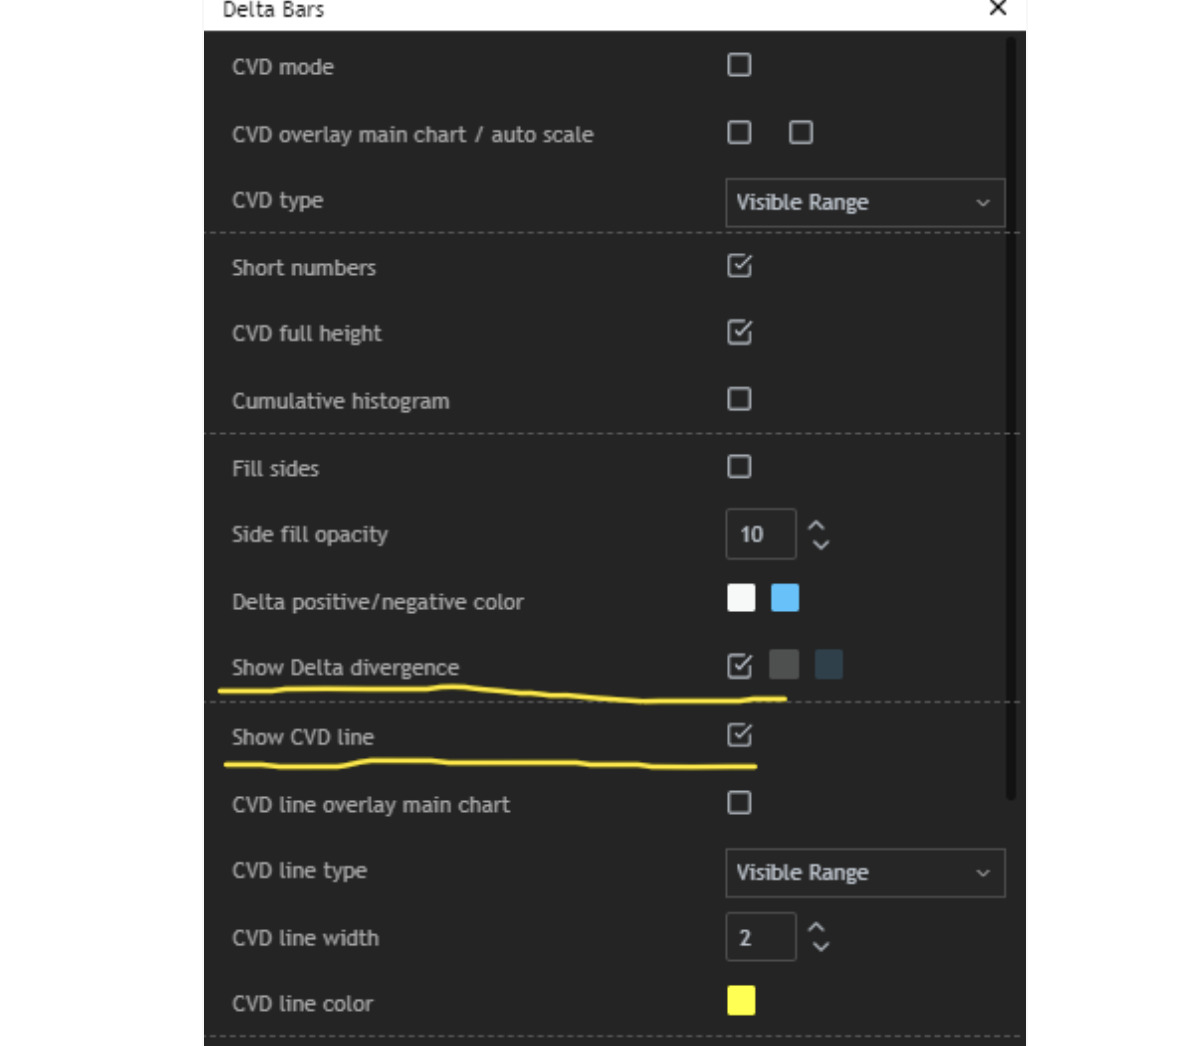 Delta Bars
CVD mode
CVD overlay main chart / auto scale
CVD type Visible Range
Short numbers
CVD full height
Cumulative histogram
Fill sides
Side fill opacity 10
Delta positive/negative color
Show Delta divergence
Show CVD line
CVD line overlay main chart
CVD line type Visible Range
CVD line width 2
CVD line color